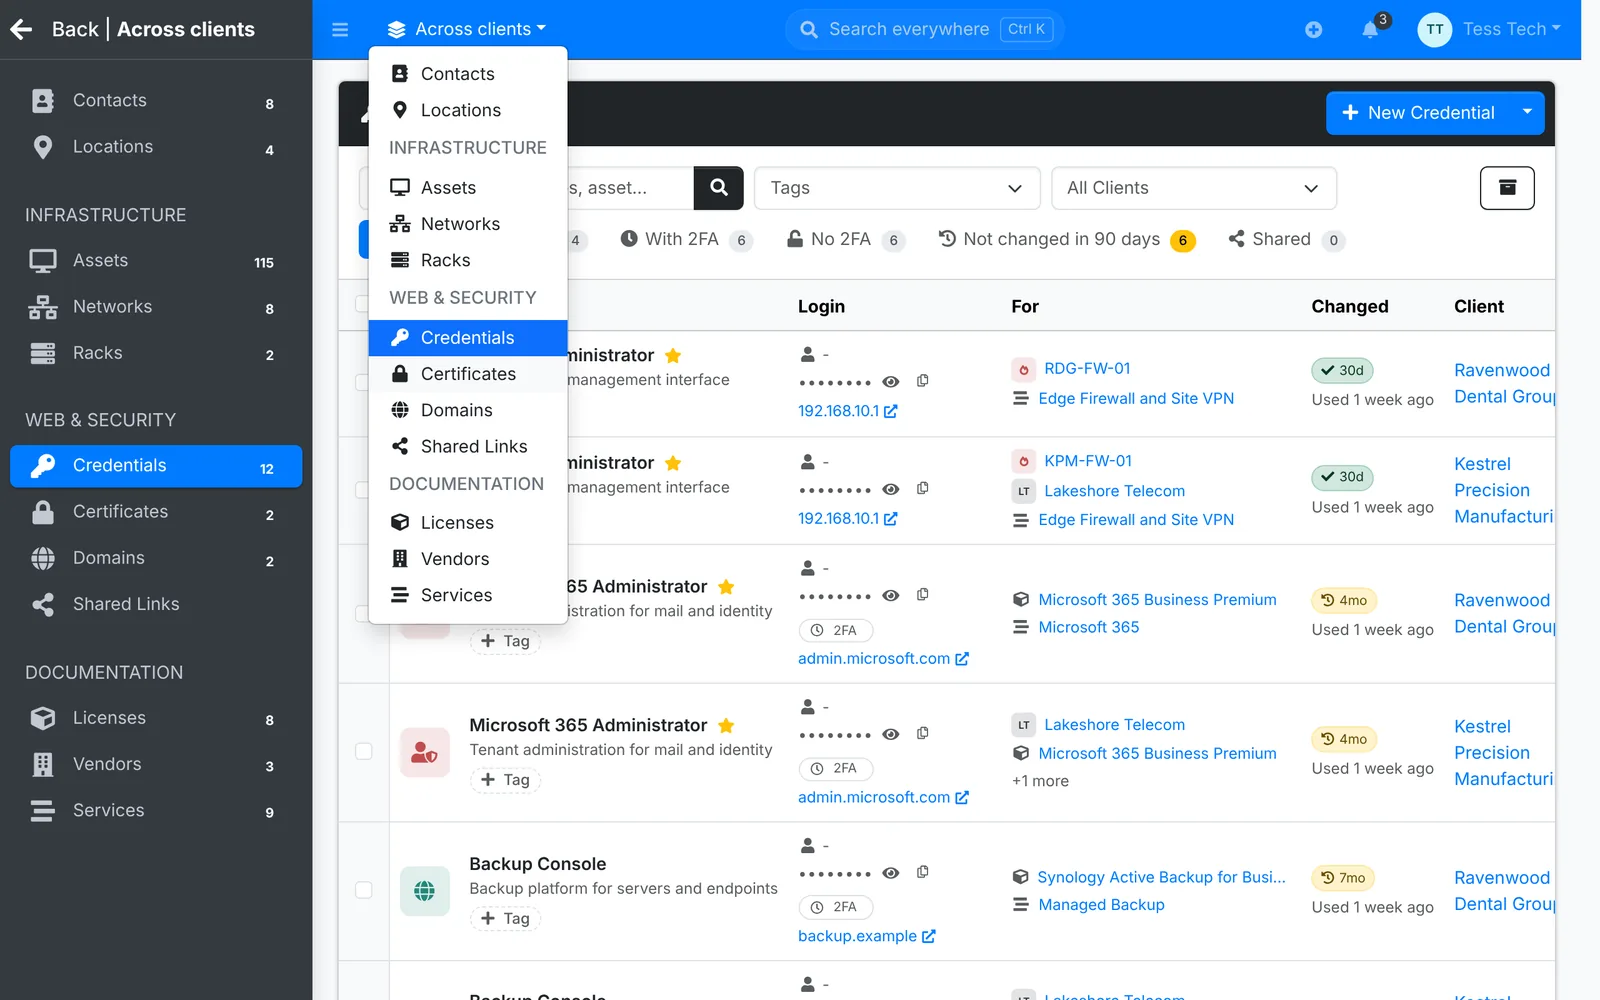 Back | Across clients
Across clients
Search everywhere
Ctrl K
3
TT
Tess Tech
Contacts 8
Locations 4
INFRASTRUCTURE
Assets 115
Networks 8
Racks 2
WEB & SECURITY
Credentials 12
Certificates 2
Domains 2
Shared Links
DOCUMENTATION
Licenses 8
Vendors 3
Services 9
Contacts
Locations
INFRASTRUCTURE
Assets
Networks
Racks
WEB & SECURITY
Credentials
Certificates
Domains
Shared Links
DOCUMENTATION
Licenses
Vendors
Services
New Credential
s, asset...
Tags
All Clients
4
With 2FA 6
No 2FA 6
Not changed in 90 days 6
Shared 0
Login For Changed Client
ministrator
management interface
-
••••••••
192.168.10.1
RDG-FW-01
Edge Firewall and Site VPN
30d
Used 1 week ago
Ravenwood
Dental Group
ministrator
management interface
-
••••••••
192.168.10.1
KPM-FW-01
LT Lakeshore Telecom
Edge Firewall and Site VPN
30d
Used 1 week ago
Kestrel
Precision
Manufacturi
65 Administrator
istration for mail and identity
+ Tag
-
••••••••
2FA
admin.microsoft.com
Microsoft 365 Business Premium
Microsoft 365
4mo
Used 1 week ago
Ravenwood
Dental Group
Microsoft 365 Administrator
Tenant administration for mail and identity
+ Tag
-
••••••••
2FA
admin.microsoft.com
LT Lakeshore Telecom
Microsoft 365 Business Premium
+1 more
4mo
Used 1 week ago
Kestrel
Precision
Manufacturi
Backup Console
Backup platform for servers and endpoints
+ Tag
-
••••••••
2FA
backup.example
Synology Active Backup for Busi...
Managed Backup
7mo
Used 1 week ago
Ravenwood
Dental Group
Backup Console
-
LT Lakeshore Telecom
Kestrel